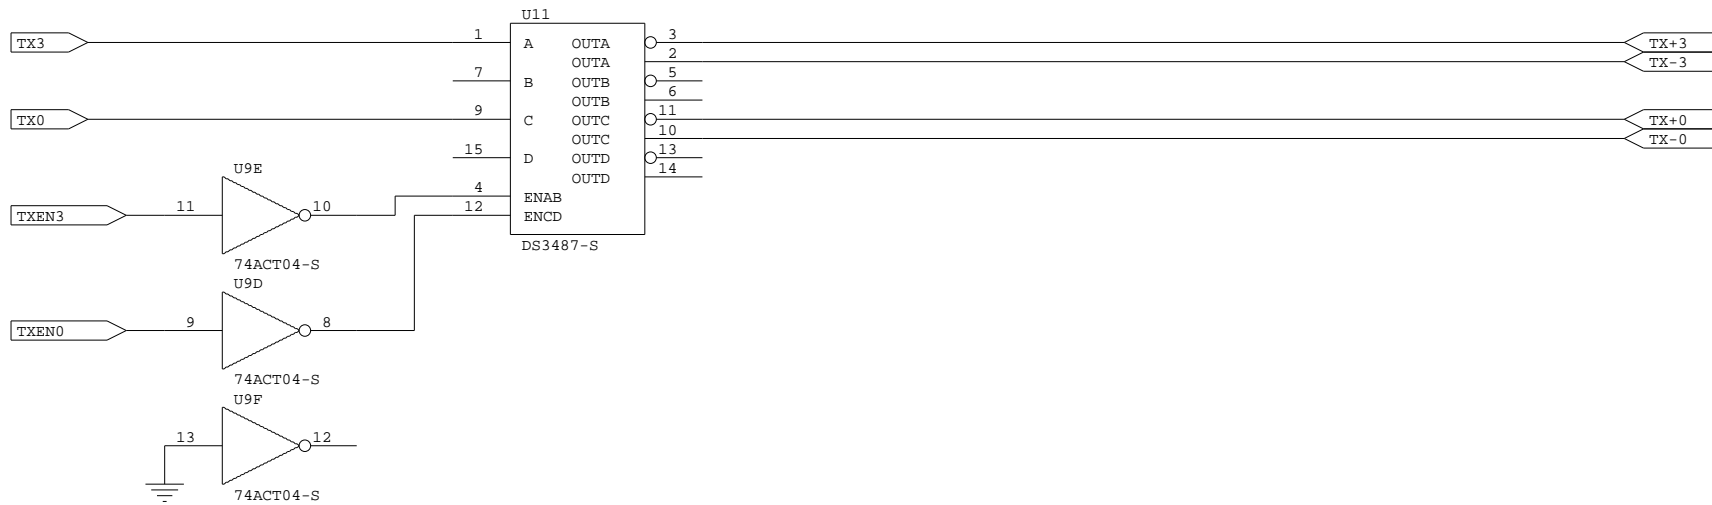 U11
TX3 1 A OUTA 3 TX+3
OUTA 2 TX-3
7 B OUTB 5
OUTB 6
TX0 9 C OUTC 11 TX+0
OUTC 10 TX-0
15 D OUTD 13
OUTD 14
U9E
4 ENAB
TXEN3 11 10 12 ENCD
DS3487-S
74ACT04-S
U9D
TXEN0 9 8
74ACT04-S
U9F
13 12
74ACT04-S